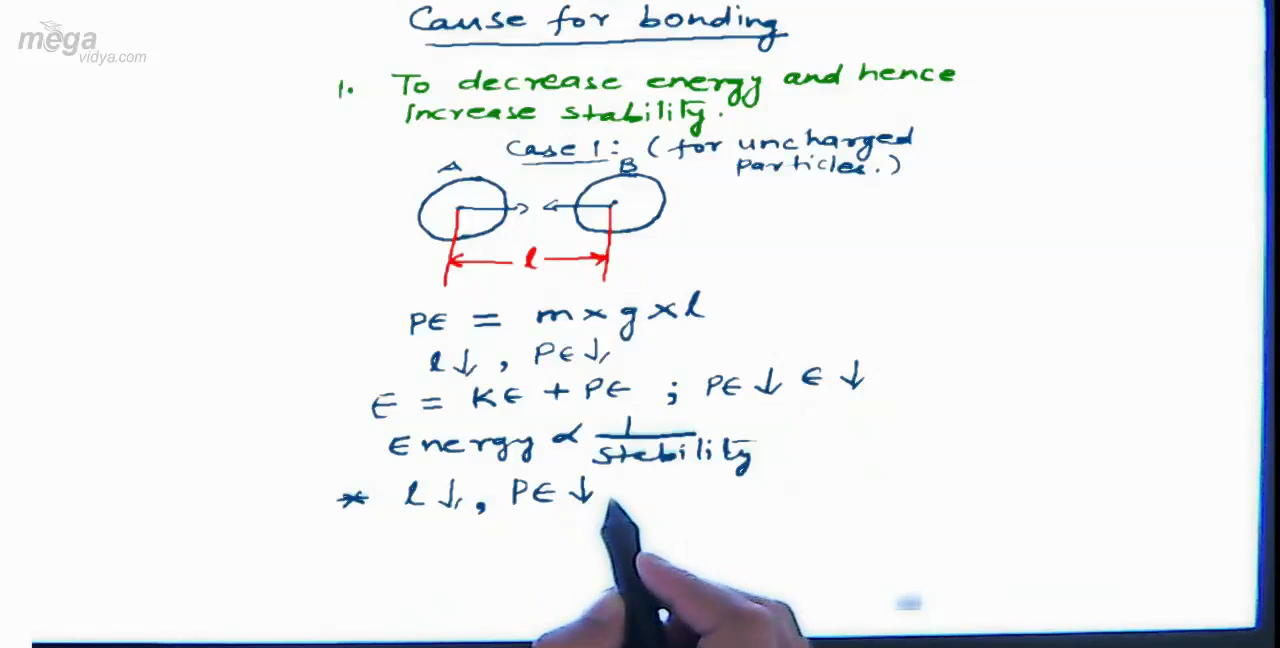 mega
vidya.com
Cause for bonding
1. To decrease energy and hence
increase stability.
Case 1: (for uncharged
particles.)
A B
l
PE = m × g × l
l ↓, PE ↓
E = KE + PE ; PE ↓ E ↓
Energy ∝ 1/stability
* l ↓, PE ↓